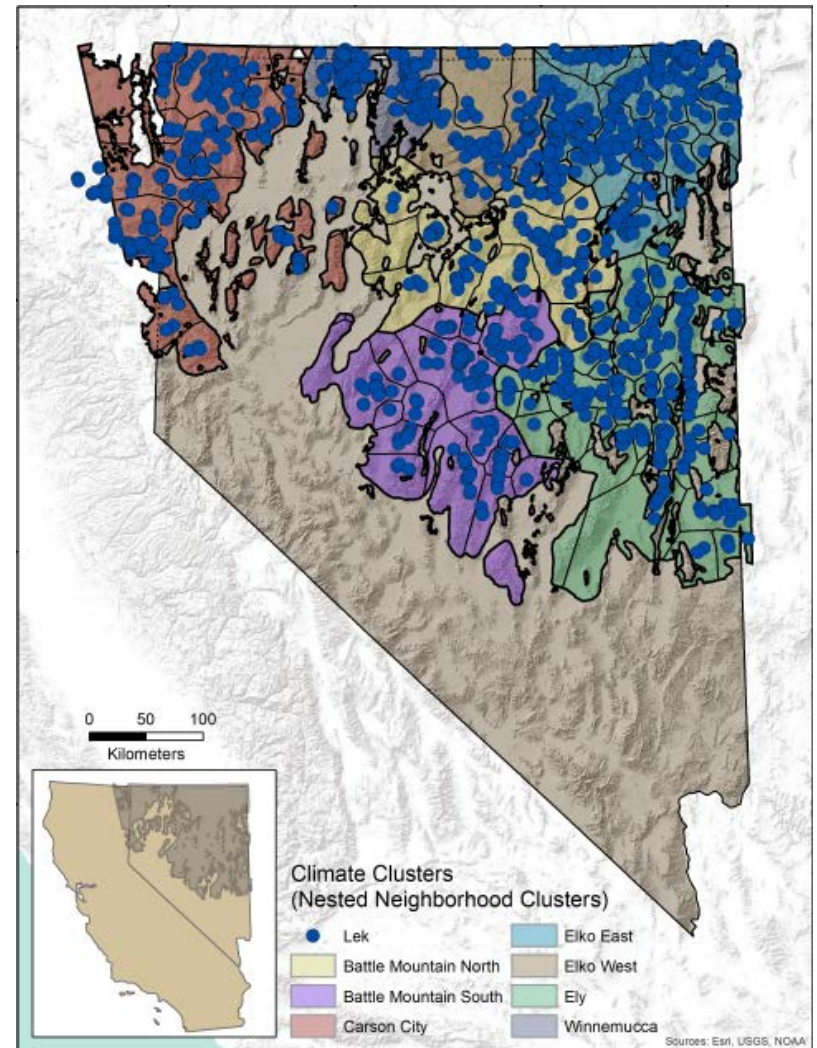 0 50 100
Kilometers
Climate Clusters
(Nested Neighborhood Clusters)
Lek
Battle Mountain North
Battle Mountain South
Carson City
Elko East
Elko West
Ely
Winnemucca
Sources: Esri, USGS, NOAA